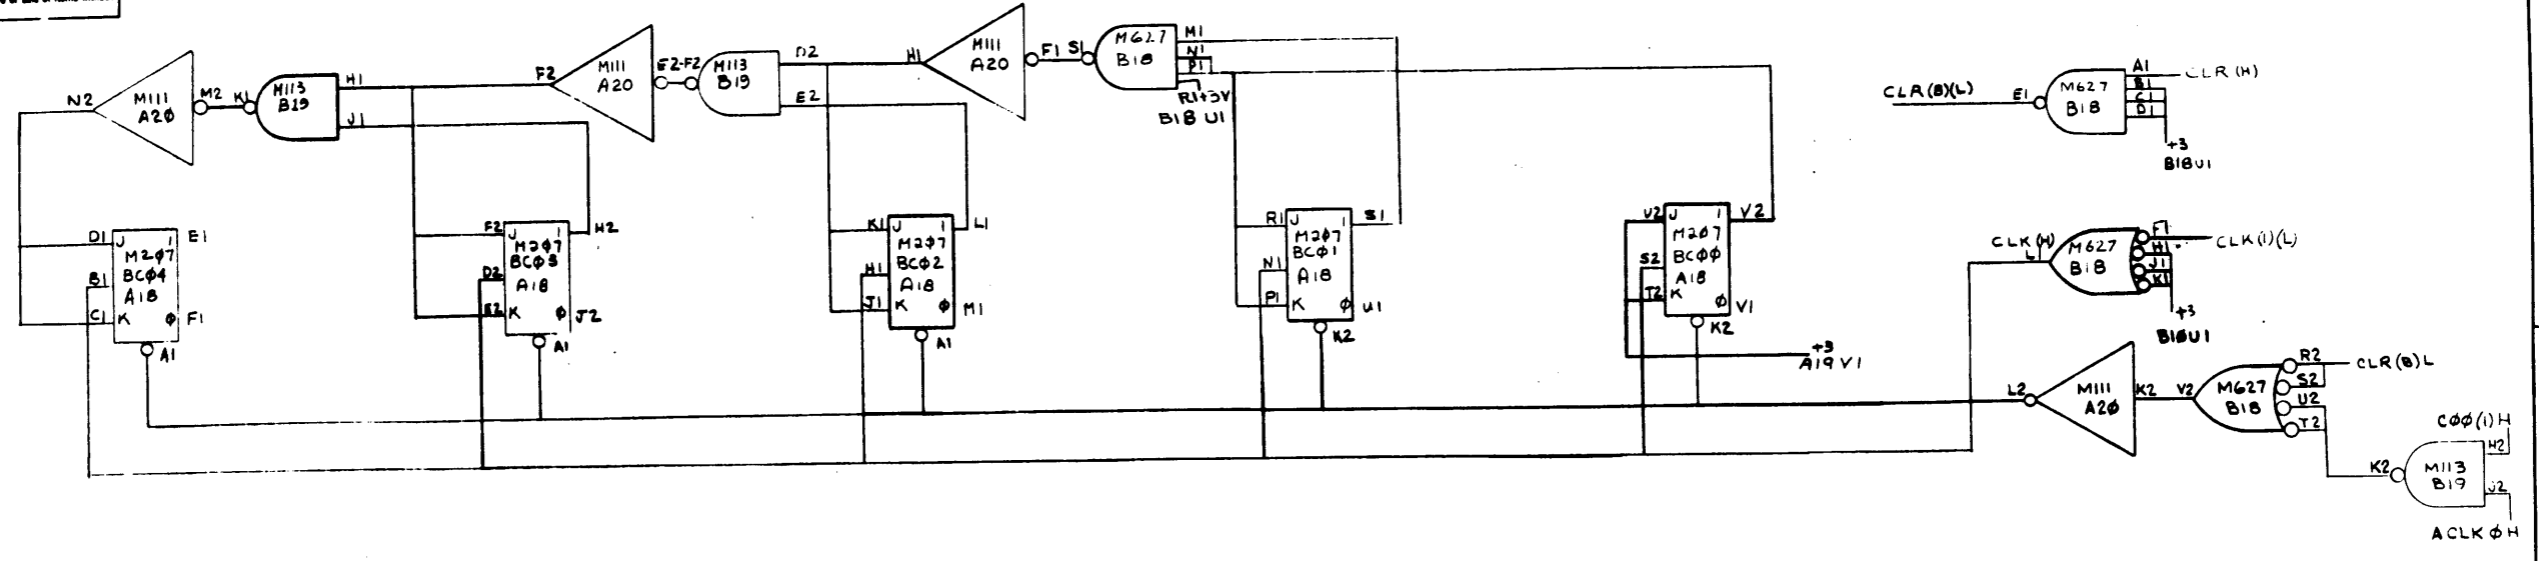 N2 M111 A2Ø M2 K1 M113 B19 H1 J1
F2 M111 A2O E2-F2 M113 B19 D2 E2
H1 M111 A2O F1 S1 M627 B18 M1 N1 P1
R1+3V
B18 U1
CLR(B)(L) E1 M627 B18 A1 CLR(H)
B1
C1
D1
+3
B18U1
D1 J 1 E1
M2Ø7
BCØ4
B1 A18
C1 K Ø F1
A1
F2 J 1 H2
M2Ø7
BCØ3
D2 A18
E2 K Ø J2
A1
K1 J 1 L1
M2Ø7
BCØ2
H1 A18
J1 K Ø M1
A1
R1 J 1 S1
M2Ø7
BCØ1
N1 A18
P1 K Ø U1
K2
U2 J 1 V2
M2Ø7
BCØØ
S2 A18
T2 K Ø V1
K2
+3
A19 V1
CLK(H) L1 M627 B18 F1 CLK(1)(L)
H1
J1
K1
+3
B18U1
L2 M111 A2Ø K2 V2 M627 B18 R2 CLR(B)L
S2
U2
T2
CØØ(1)H
H2
K2 M113 B19
J2
ACLKØH